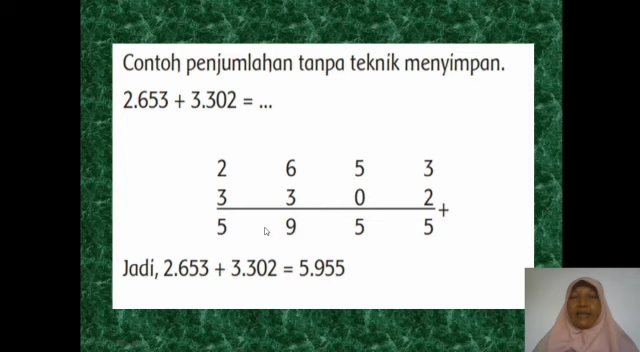 Contoh penjumlahan tanpa teknik menyimpan.
2.653 + 3.302 = ...
2 6 5 3
3 3 0 2 +
5 9 5 5
Jadi, 2.653 + 3.302 = 5.955